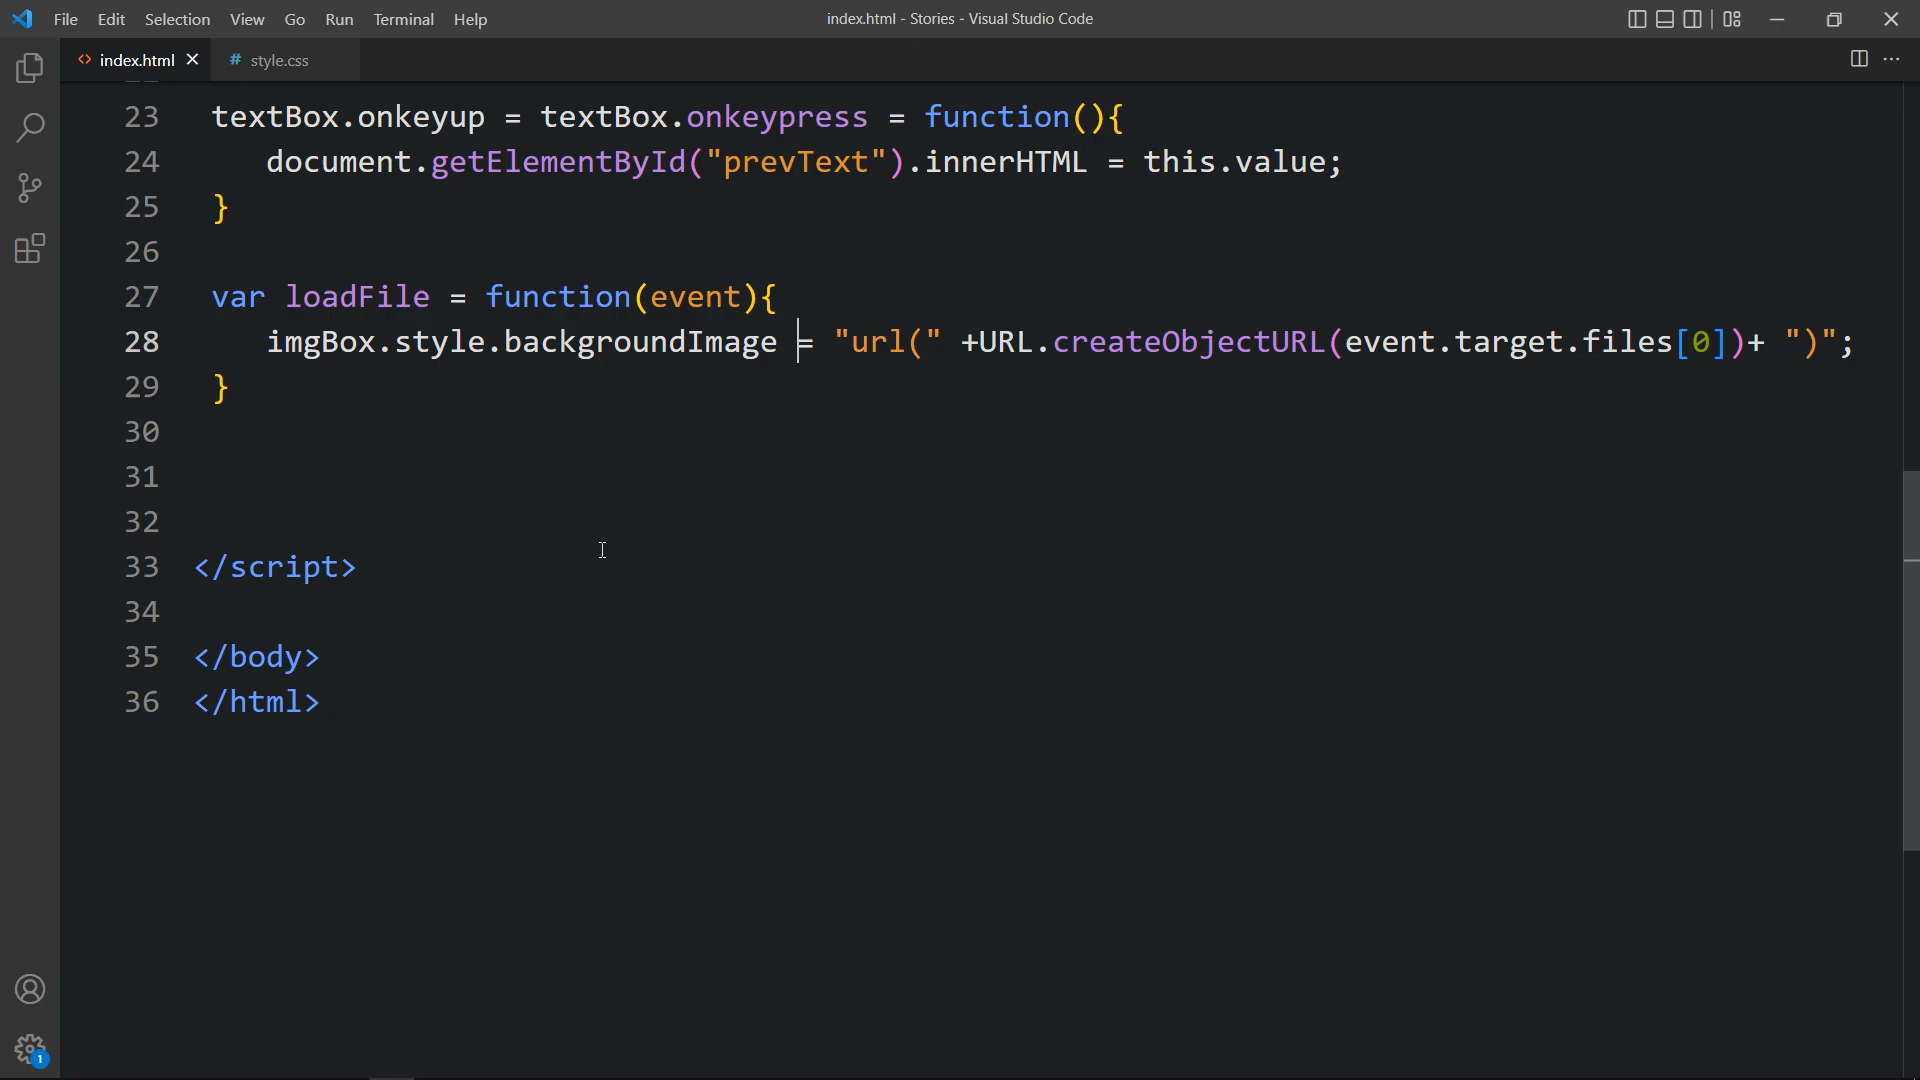 File Edit Selection View Go Run Terminal Help index.html - Stories - Visual Studio Code
index.html # style.css
23 textBox.onkeyup = textBox.onkeypress = function(){
24 document.getElementById("prevText").innerHTML = this.value;
25 }
26
27 var loadFile = function(event){
28 imgBox.style.backgroundImage = "url(" +URL.createObjectURL(event.target.files[0])+ ")";
29 }
30
31
32
33 </script>
34
35 </body>
36 </html>
1